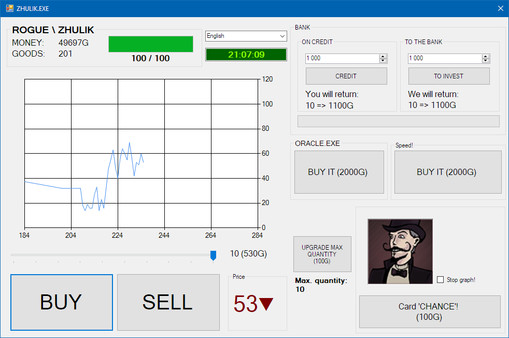 ZHULIK.EXE
ROGUE \ ZHULIK
MONEY: 49697G
GOODS: 201
100 / 100
English
21:07:09
BANK
ON CREDIT
1 000
CREDIT
You will return:
10 => 1100G
TO THE BANK
1 000
TO INVEST
We will return:
10 => 1100G
120
100
80
60
40
20
0
184
204
224
244
264
284
ORACLE.EXE
BUY IT (2000G)
Speed!
BUY IT (2000G)
10 (530G)
BUY
SELL
Price
53▼
UPGRADE MAX
QUANTITY
(100G)
Max. quantity:
10
Stop graph!
Card 'CHANCE'!
(100G)